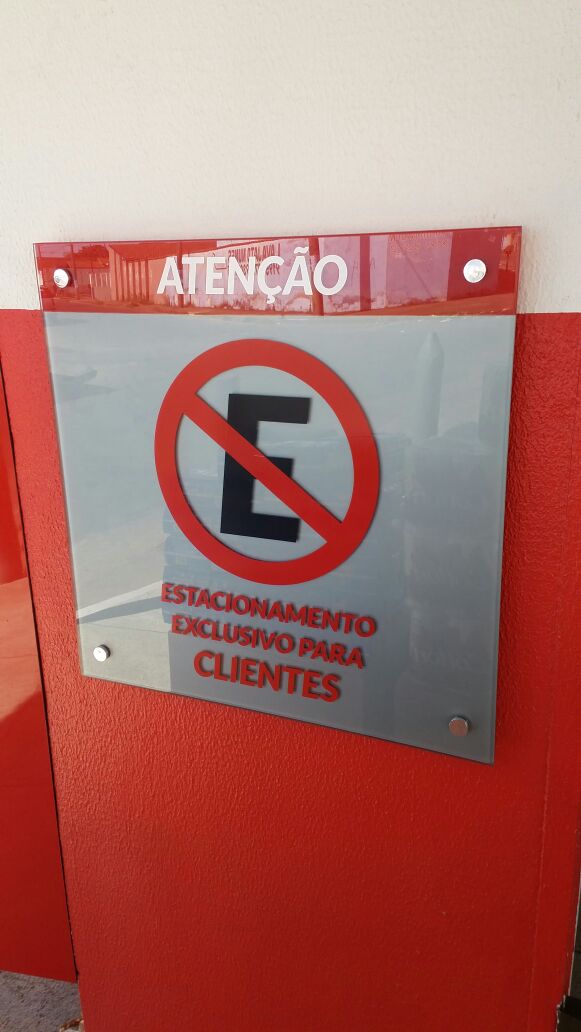 ATENÇÃO
E
ESTACIONAMENTO
EXCLUSIVO PARA
CLIENTES